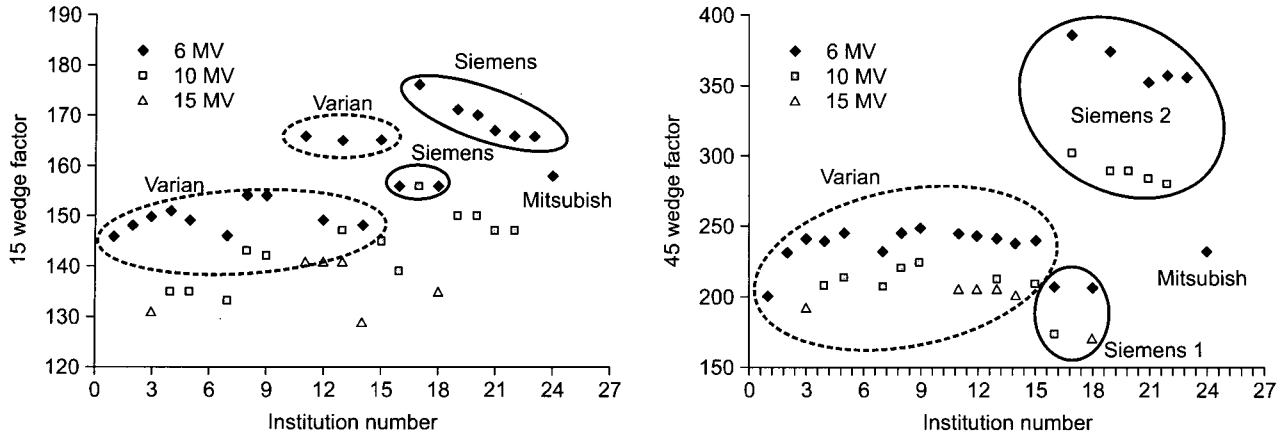 190
180
170
160
150
140
130
120
15 wedge factor
6 MV
10 MV
15 MV
Siemens
Varian
Siemens
Varian
Mitsubish
0 3 6 9 12 15 18 21 24 27
Institution number
400
350
300
250
200
150
45 wedge factor
6 MV
10 MV
15 MV
Siemens 2
Varian
Mitsubish
Siemens 1
0 3 6 9 12 15 18 21 24 27
Institution number